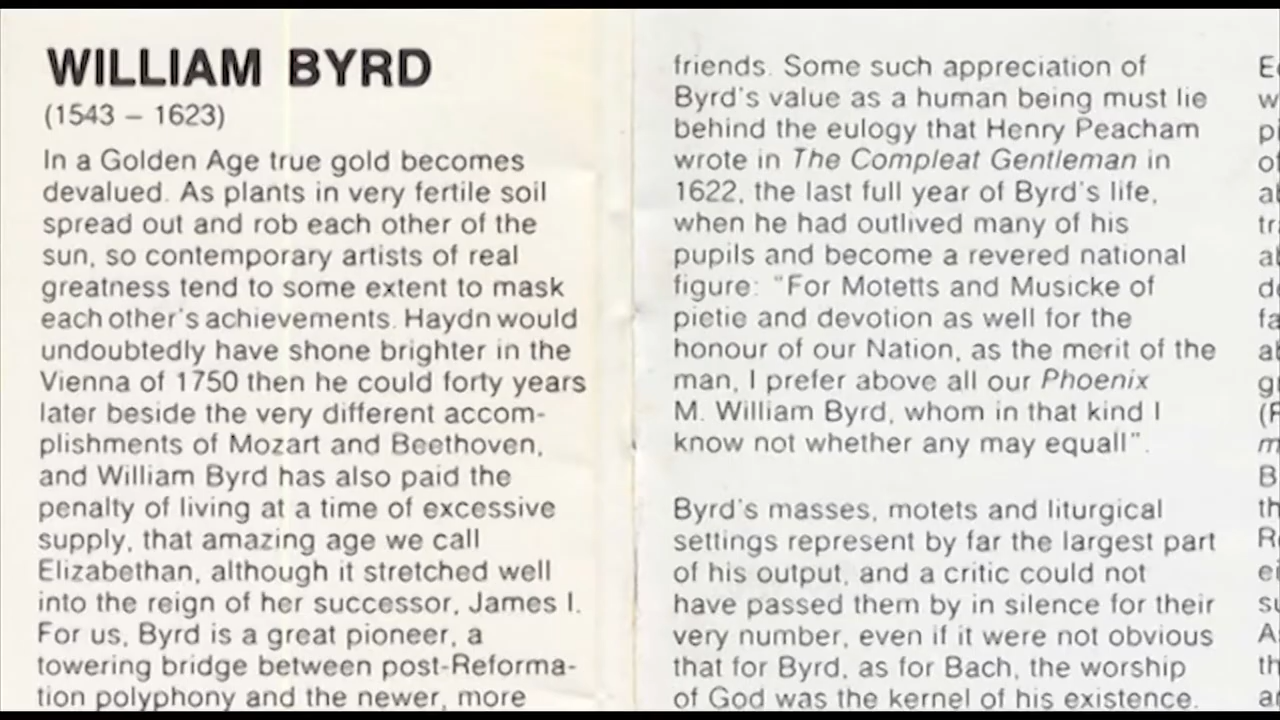 WILLIAM BYRD
(1543 – 1623)
In a Golden Age true gold becomes
devalued. As plants in very fertile soil
spread out and rob each other of the
sun, so contemporary artists of real
greatness tend to some extent to mask
each other's achievements. Haydn would
undoubtedly have shone brighter in the
Vienna of 1750 then he could forty years
later beside the very different accom-
plishments of Mozart and Beethoven,
and William Byrd has also paid the
penalty of living at a time of excessive
supply, that amazing age we call
Elizabethan, although it stretched well
into the reign of her successor, James I.
For us, Byrd is a great pioneer, a
towering bridge between post-Reforma-
tion polyphony and the newer, more
friends. Some such appreciation of
Byrd's value as a human being must lie
behind the eulogy that Henry Peacham
wrote in The Compleat Gentleman in
1622, the last full year of Byrd's life,
when he had outlived many of his
pupils and become a revered national
figure: "For Motetts and Musicke of
pietie and devotion as well for the
honour of our Nation, as the merit of the
man, I prefer above all our Phoenix
M. William Byrd, whom in that kind I
know not whether any may equall".
Byrd's masses, motets and liturgical
settings represent by far the largest part
of his output, and a critic could not
have passed them by in silence for their
very number, even if it were not obvious
that for Byrd, as for Bach, the worship
of God was the kernel of his existence.